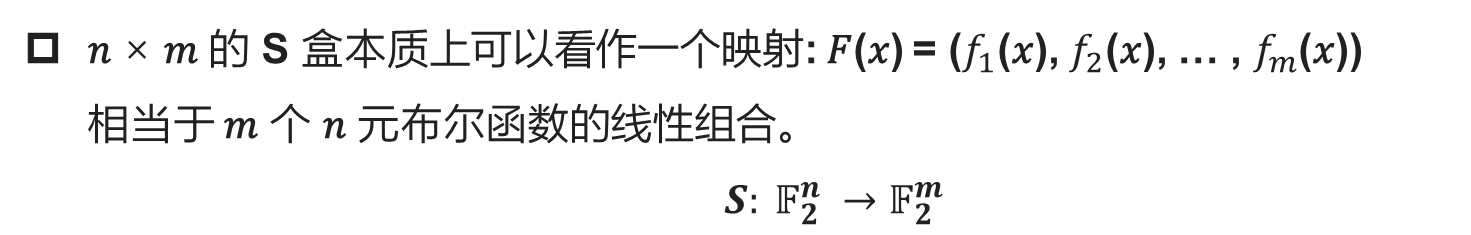 □ n × m 的 S 盒本质上可以看作一个映射: F(x) = (f₁(x), f₂(x), … , fₘ(x))
相当于 m 个 n 元布尔函数的线性组合。
S: 𝔽₂ⁿ → 𝔽₂ᵐ